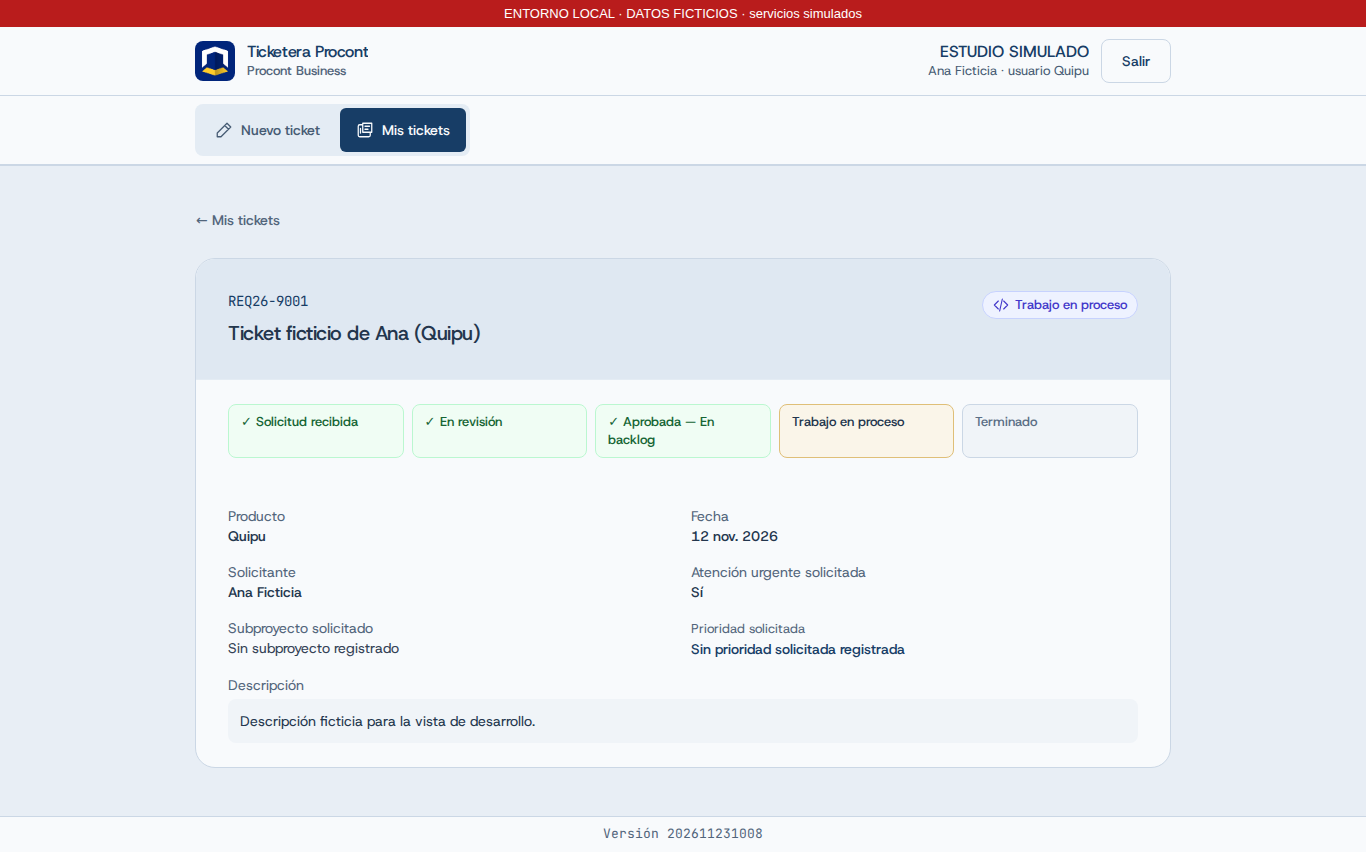 ENTORNO LOCAL · DATOS FICTICIOS · servicios simulados
Ticketera Procont
Procont Business
ESTUDIO SIMULADO
Ana Ficticia · usuario Quipu
Salir
Nuevo ticket
Mis tickets
← Mis tickets
REQ26-9001
Ticket ficticio de Ana (Quipu)
Trabajo en proceso
✓ Solicitud recibida
✓ En revisión
✓ Aprobada — En
backlog
Trabajo en proceso
Terminado
Producto
Quipu
Fecha
12 nov. 2026
Solicitante
Ana Ficticia
Atención urgente solicitada
Sí
Subproyecto solicitado
Sin subproyecto registrado
Prioridad solicitada
Sin prioridad solicitada registrada
Descripción
Descripción ficticia para la vista de desarrollo.
Versión 202611231008